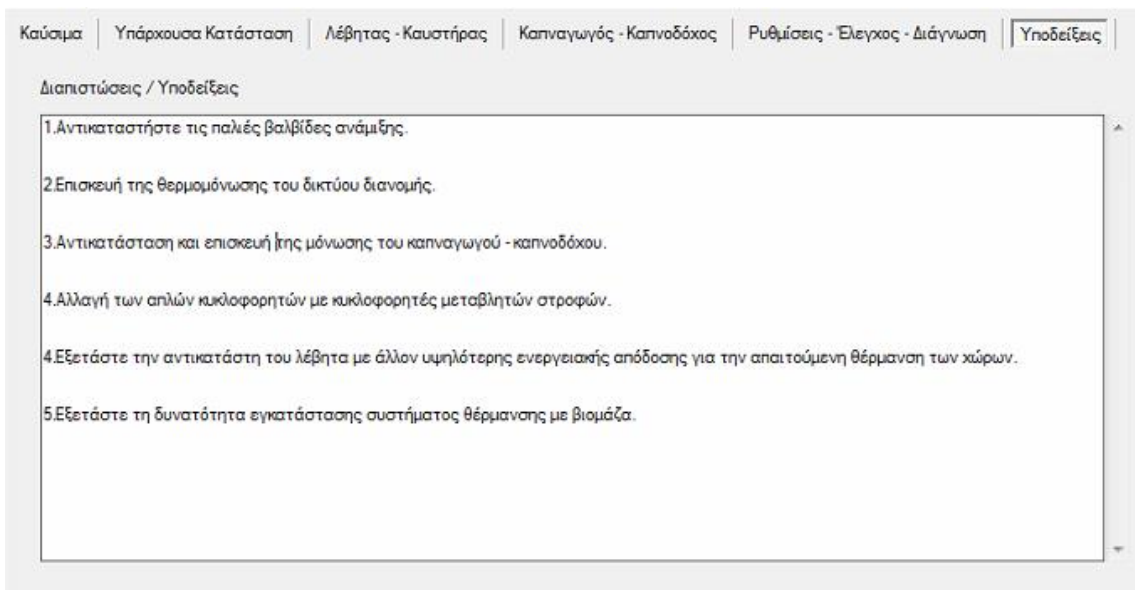 Καύσιμα Υπάρχουσα Κατάσταση Λέβητας - Καυστήρας Καπναγωγός - Καπνοδόχος Ρυθμίσεις - Έλεγχος - Διάγνωση Υποδείξεις
Διαπιστώσεις / Υποδείξεις
1.Αντικαταστήστε τις παλιές βαλβίδες ανάμιξης.
2.Επισκευή της θερμομόνωσης του δικτύου διανομής.
3.Αντικατάσταση και επισκευή της μόνωσης του καπναγωγού - καπνοδόχου.
4.Αλλαγή των απλών κυκλοφορητών με κυκλοφορητές μεταβλητών στροφών.
4.Εξετάστε την αντικατάστη του λέβητα με άλλον υψηλότερης ενεργειακής απόδοσης για την απαιτούμενη θέρμανση των χώρων.
5.Εξετάστε τη δυνατότητα εγκατάστασης συστήματος θέρμανσης με βιομάζα.